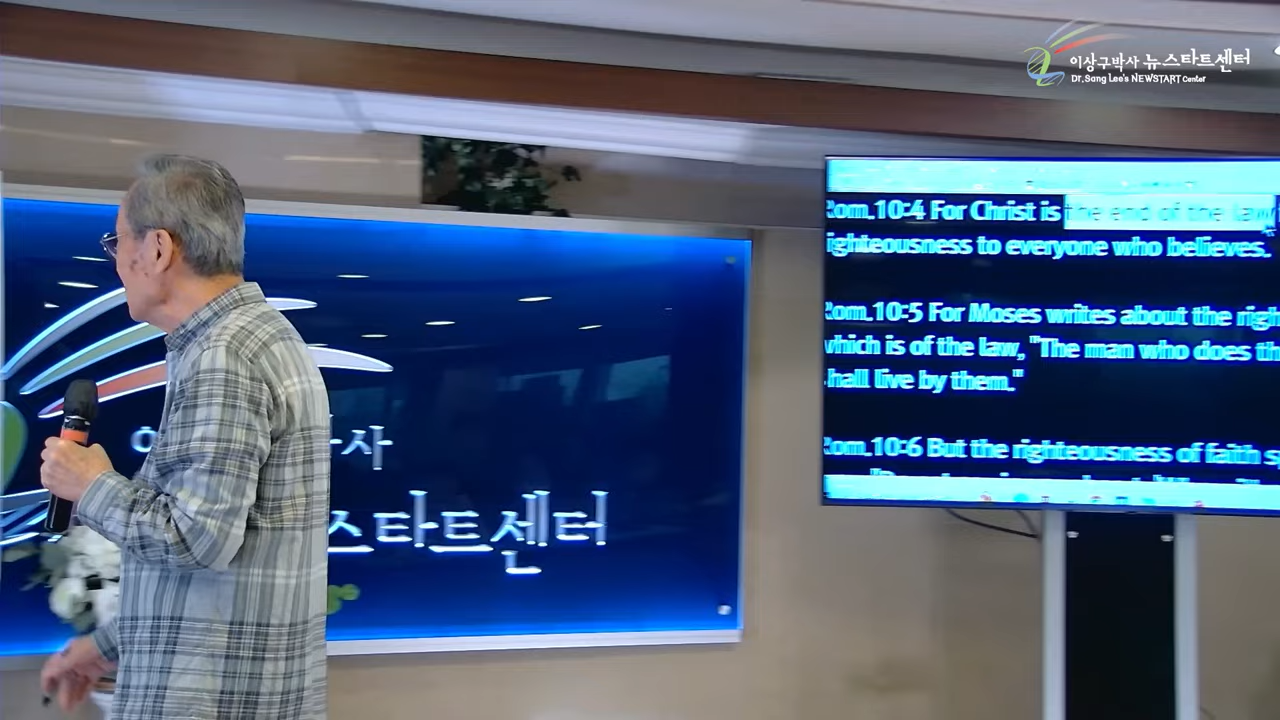 이상구박사 뉴스타트센터
Dr.Sang Lee's NEWSTART Center
Rom.10:4 For Christ is the end of the law
ighteousness to everyone who believes.
Rom.10:5 For Moses writes about the righ
which is of the law, "The man who does th
hall live by them."
Rom.10:6 But the righteousness of faith s
이 사
스타트센터